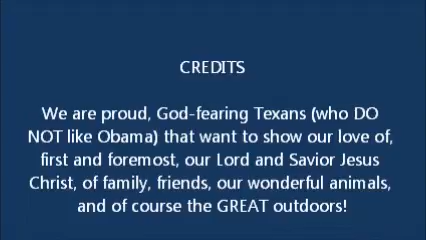 CREDITS
We are proud, God-fearing Texans (who DO
NOT like Obama) that want to show our love of,
first and foremost, our Lord and Savior Jesus
Christ, of family, friends, our wonderful animals,
and of course the GREAT outdoors!